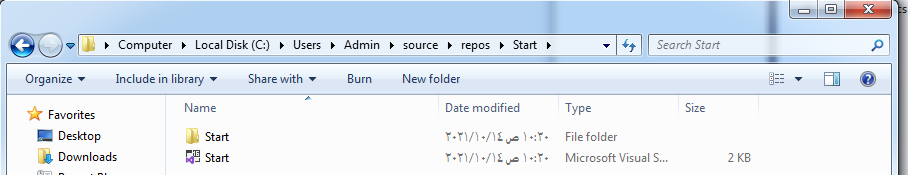 Computer Local Disk (C:) Users Admin source repos Start Search Start
Organize Include in library Share with Burn New folder
Favorites Name Date modified Type Size
Desktop Start ١٠:٢٠ ص ٢٠٢١/١٠/١٤ File folder
Downloads Start ١٠:٢٠ ص ٢٠٢١/١٠/١٤ Microsoft Visual S... 2 KB